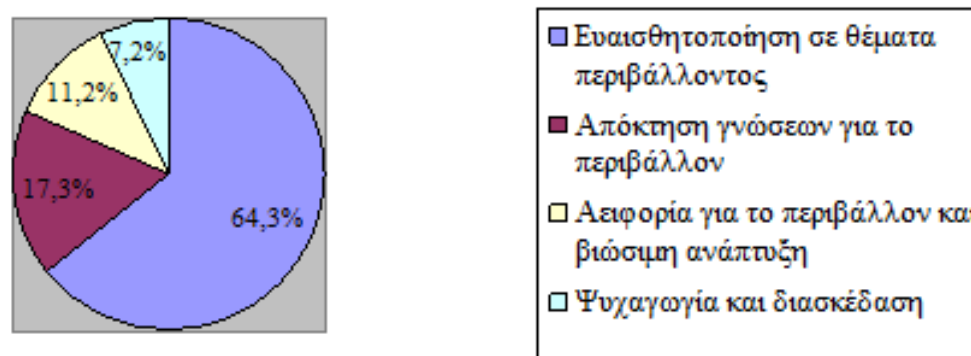 7,2%
11,2%
17,3%
64,3%
Ευαισθητοποίηση σε θέματα
περιβάλλοντος
Απόκτηση γνώσεων για το
περιβάλλον
Αειφορία για το περιβάλλον και
βιώσιμη ανάπτυξη
Ψυχαγωγία και διασκέδαση